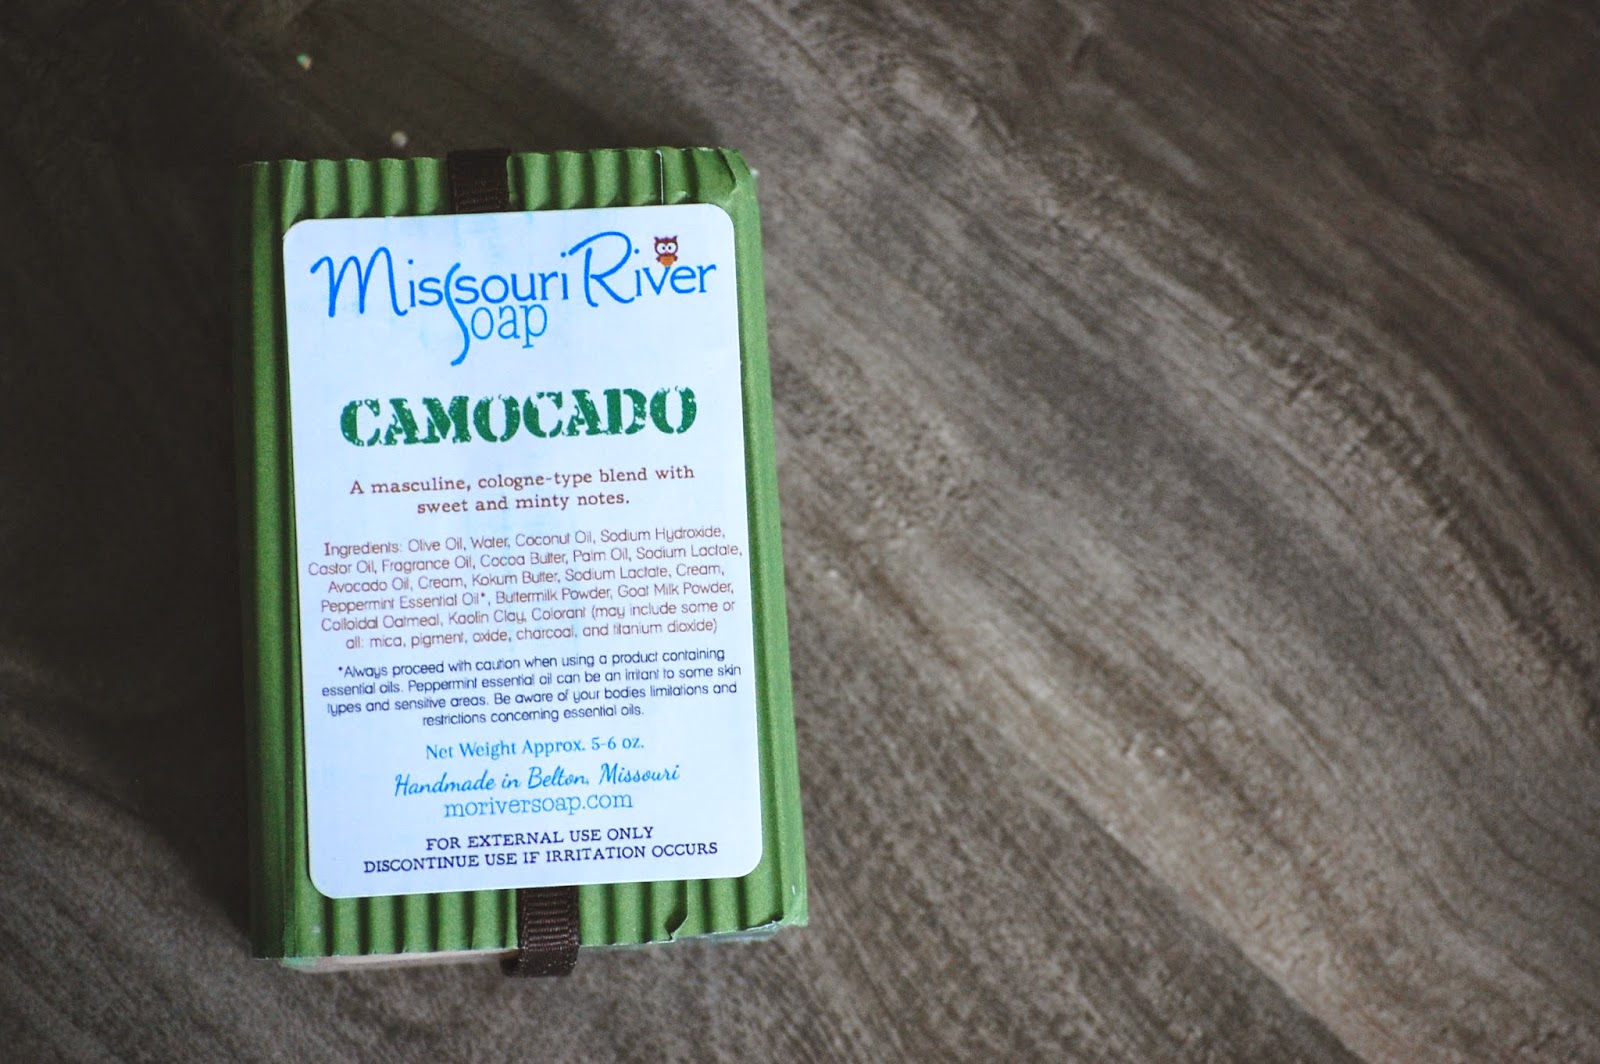 Missouri River
Soap
CAMOCADO
A masculine, cologne-type blend with
sweet and minty notes.
Ingredients: Olive Oil, Water, Coconut Oil, Sodium Hydroxide,
Castor Oil, Fragrance Oil, Cocoa Butter, Palm Oil, Sodium Lactate,
Avocado Oil, Cream, Kokum Butter, Sodium Lactate, Cream,
Peppermint Essential Oil*, Buttermilk Powder, Goat Milk Powder,
Colloidal Oatmeal, Kaolin Clay, Colorant (may include some or
all: mica, pigment, oxide, charcoal, and titanium dioxide)
*Always proceed with caution when using a product containing
essential oils. Peppermint essential oil can be an irritant to some skin
types and sensitive areas. Be aware of your bodies limitations and
restrictions concerning essential oils.
Net Weight Approx. 5-6 oz.
Handmade in Belton, Missouri
moriversoap.com
FOR EXTERNAL USE ONLY
DISCONTINUE USE IF IRRITATION OCCURS